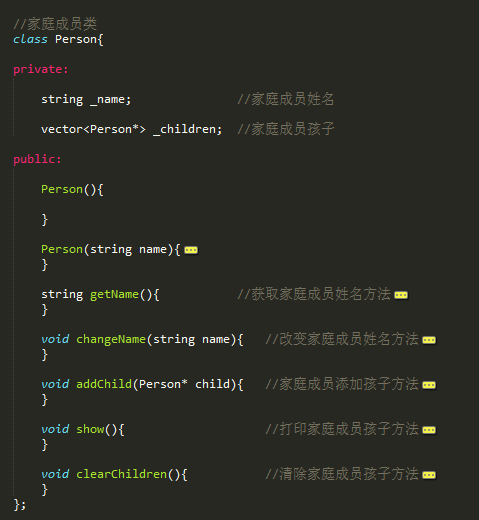 //家庭成员类
class Person{
private:
string _name; //家庭成员姓名
vector<Person*> _children; //家庭成员孩子
public:
Person(){
}
Person(string name){
}
string getName(){ //获取家庭成员姓名方法
}
void changeName(string name){ //改变家庭成员姓名方法
}
void addChild(Person* child){ //家庭成员添加孩子方法
}
void show(){ //打印家庭成员孩子方法
}
void clearChildren(){ //清除家庭成员孩子方法
}
};